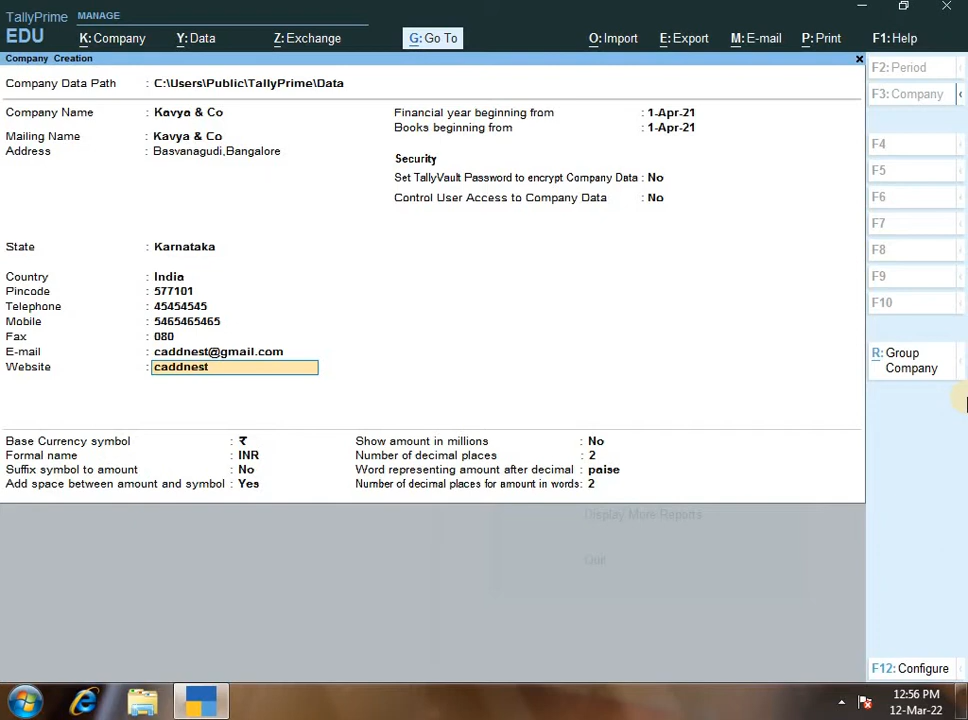 TallyPrime MANAGE
EDU
K: Company Y: Data Z: Exchange G: Go To O: Import E: Export M: E-mail P: Print F1: Help
Company Creation
F2: Period
Company Data Path : C:\Users\Public\TallyPrime\Data
F3: Company
Company Name : Kavya & Co Financial year beginning from : 1-Apr-21
Books beginning from : 1-Apr-21
Mailing Name : Kavya & Co
Address : Basvanagudi,Bangalore
Security
Set TallyVault Password to encrypt Company Data : No
Control User Access to Company Data : No
F4
F5
F6
F7
F8
F9
F10
State : Karnataka
Country : India
Pincode : 577101
Telephone : 45454545
Mobile : 5465465465
Fax : 080
E-mail : caddnest@gmail.com
Website : caddnest
R: Group
Company
Base Currency symbol : ₹ Show amount in millions : No
Formal name : INR Number of decimal places : 2
Suffix symbol to amount : No Word representing amount after decimal : paise
Add space between amount and symbol : Yes Number of decimal places for amount in words : 2
Display More Reports
Quit
F12: Configure
12:56 PM
12-Mar-22